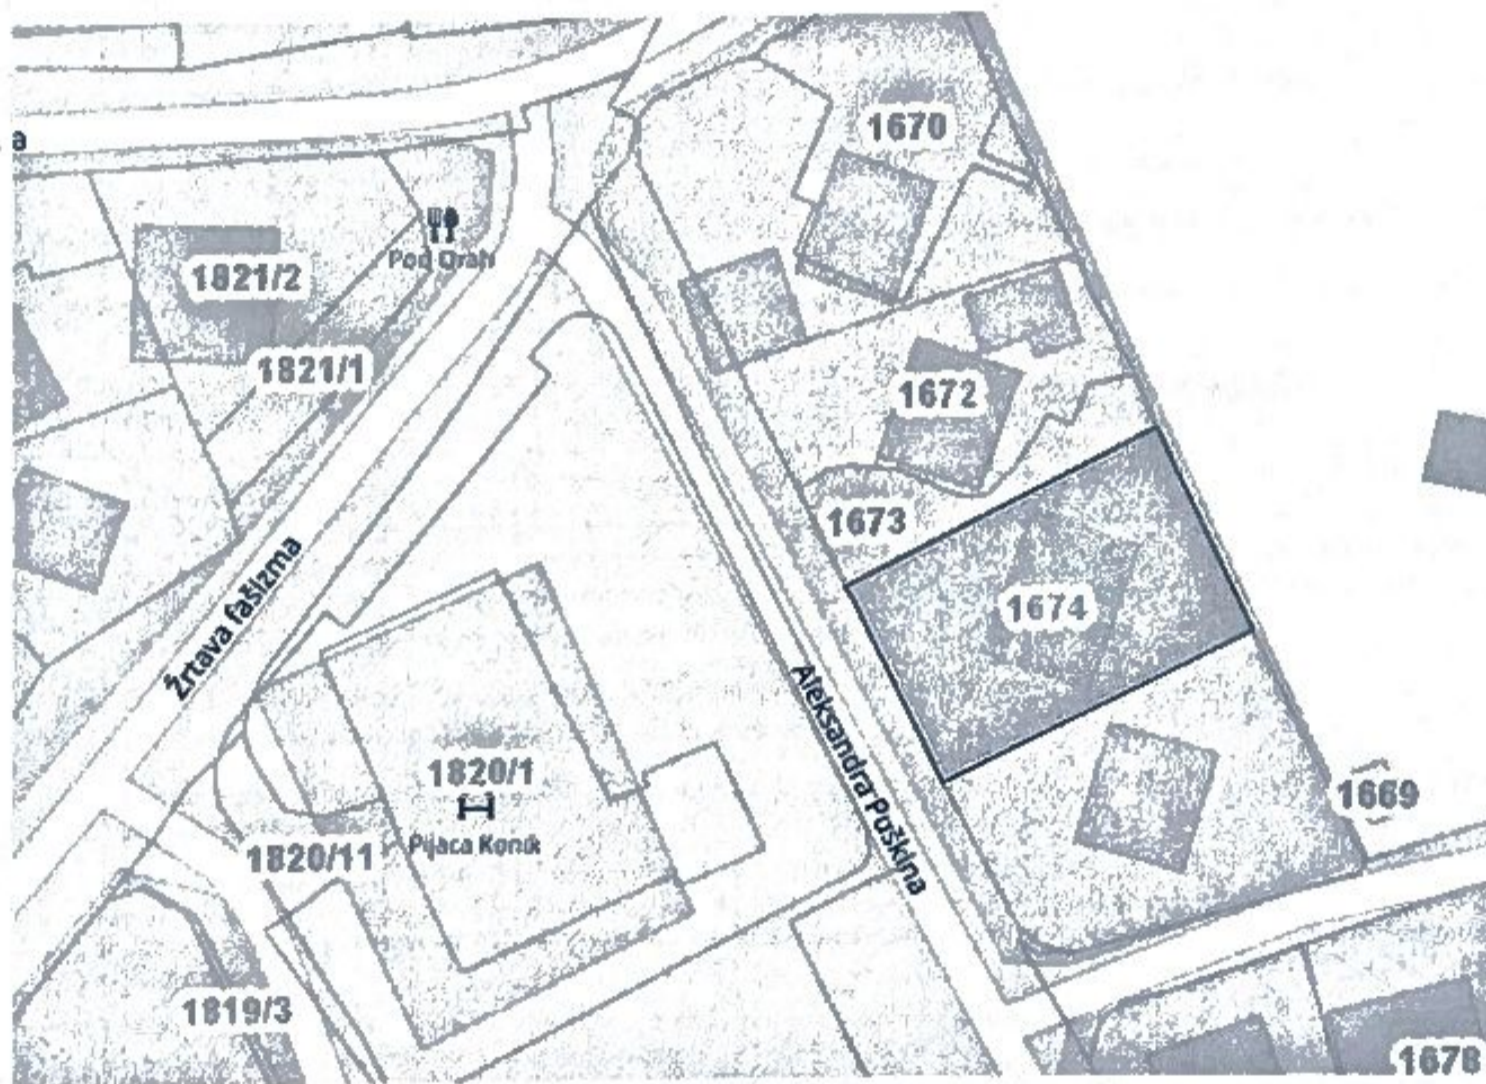 a
1670
Pod Orah
1821/2
1821/1
1672
1673
1674
Žrtava fašizma
Aleksandra Puškina
1820/1
Pijaca Konik
1820/11
1669
1819/3
1678